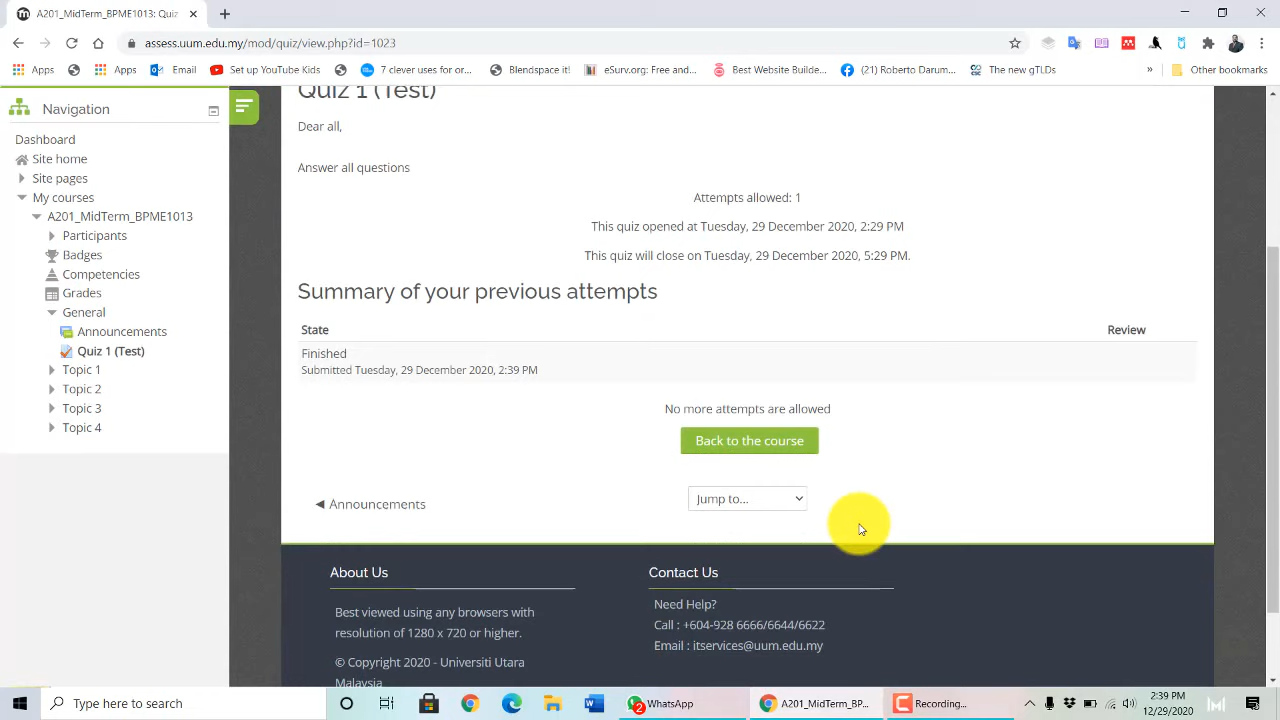 A201_MidTerm_BPME1013: Quiz
assess.uum.edu.my/mod/quiz/view.php?id=1023
Apps
Apps
Email
Set up YouTube Kids
7 clever uses for or...
Blendspace it!
eSurv.org: Free and...
Best Website Builde...
(21) Roberto Darum...
The new gTLDs
»
Other bookmarks
Navigation
Dashboard
Site home
Site pages
My courses
A201_MidTerm_BPME1013
Participants
Badges
Competencies
Grades
General
Announcements
Quiz 1 (Test)
Topic 1
Topic 2
Topic 3
Topic 4
Quiz 1 (Test)
Dear all,
Answer all questions
Attempts allowed: 1
This quiz opened at Tuesday, 29 December 2020, 2:29 PM
This quiz will close on Tuesday, 29 December 2020, 5:29 PM.
Summary of your previous attempts
State Review
Finished
Submitted Tuesday, 29 December 2020, 2:39 PM
No more attempts are allowed
Back to the course
◀ Announcements
Jump to...
About Us
Best viewed using any browsers with
resolution of 1280 x 720 or higher.
© Copyright 2020 - Universiti Utara
Malaysia
Contact Us
Need Help?
Call : +604-928 6666/6644/6622
Email : itservices@uum.edu.my
Type here to search
2
WhatsApp
A201_MidTerm_BP...
Recording...
2:39 PM
12/29/2020